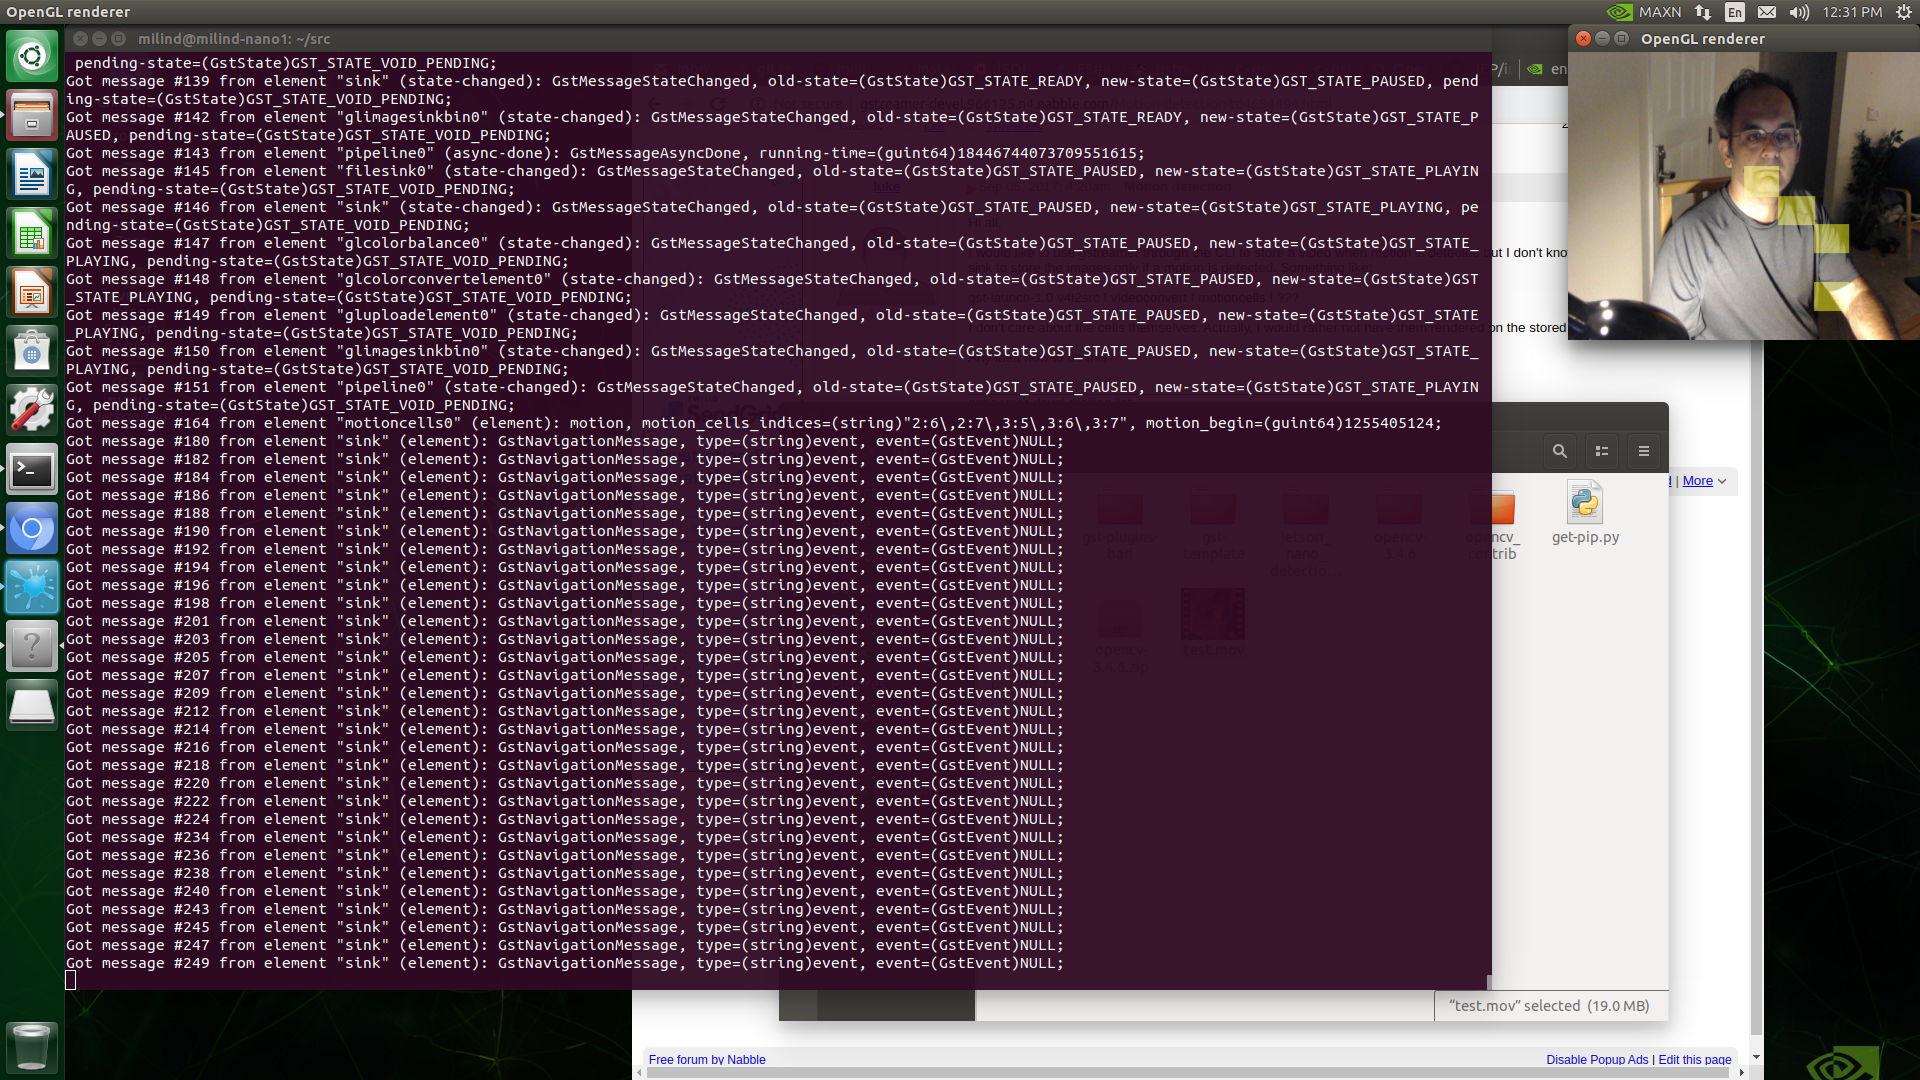 OpenGL renderer
MAXN
En
12:31 PM
milind@milind-nano1: ~/src
OpenGL renderer
pending-state=(GstState)GST_STATE_VOID_PENDING;
Got message #139 from element "sink" (state-changed): GstMessageStateChanged, old-state=(GstState)GST_STATE_READY, new-state=(GstState)GST_STATE_PAUSED, pend
ing-state=(GstState)GST_STATE_VOID_PENDING;
Got message #142 from element "glimagesinkbin0" (state-changed): GstMessageStateChanged, old-state=(GstState)GST_STATE_READY, new-state=(GstState)GST_STATE_P
AUSED, pending-state=(GstState)GST_STATE_VOID_PENDING;
Got message #143 from element "pipeline0" (async-done): GstMessageAsyncDone, running-time=(guint64)18446744073709551615;
Got message #145 from element "filesink0" (state-changed): GstMessageStateChanged, old-state=(GstState)GST_STATE_PAUSED, new-state=(GstState)GST_STATE_PLAYIN
G, pending-state=(GstState)GST_STATE_VOID_PENDING;
Got message #146 from element "sink" (state-changed): GstMessageStateChanged, old-state=(GstState)GST_STATE_PAUSED, new-state=(GstState)GST_STATE_PLAYING, pe
nding-state=(GstState)GST_STATE_VOID_PENDING;
Got message #147 from element "glcolorbalance0" (state-changed): GstMessageStateChanged, old-state=(GstState)GST_STATE_PAUSED, new-state=(GstState)GST_STATE_
PLAYING, pending-state=(GstState)GST_STATE_VOID_PENDING;
Got message #148 from element "glcolorconvertelement0" (state-changed): GstMessageStateChanged, old-state=(GstState)GST_STATE_PAUSED, new-state=(GstState)GST
_STATE_PLAYING, pending-state=(GstState)GST_STATE_VOID_PENDING;
Got message #149 from element "gluploadelement0" (state-changed): GstMessageStateChanged, old-state=(GstState)GST_STATE_PAUSED, new-state=(GstState)GST_STATE
_PLAYING, pending-state=(GstState)GST_STATE_VOID_PENDING;
Got message #150 from element "glimagesinkbin0" (state-changed): GstMessageStateChanged, old-state=(GstState)GST_STATE_PAUSED, new-state=(GstState)GST_STATE_
PLAYING, pending-state=(GstState)GST_STATE_VOID_PENDING;
Got message #151 from element "pipeline0" (state-changed): GstMessageStateChanged, old-state=(GstState)GST_STATE_PAUSED, new-state=(GstState)GST_STATE_PLAYIN
G, pending-state=(GstState)GST_STATE_VOID_PENDING;
Got message #164 from element "motioncells0" (element): motion, motion_cells_indices=(string)"2:6\,2:7\,3:5\,3:6\,3:7", motion_begin=(guint64)1255405124;
Got message #180 from element "sink" (element): GstNavigationMessage, type=(string)event, event=(GstEvent)NULL;
Got message #182 from element "sink" (element): GstNavigationMessage, type=(string)event, event=(GstEvent)NULL;
Got message #184 from element "sink" (element): GstNavigationMessage, type=(string)event, event=(GstEvent)NULL;
Got message #186 from element "sink" (element): GstNavigationMessage, type=(string)event, event=(GstEvent)NULL;
Got message #188 from element "sink" (element): GstNavigationMessage, type=(string)event, event=(GstEvent)NULL;
Got message #190 from element "sink" (element): GstNavigationMessage, type=(string)event, event=(GstEvent)NULL;
Got message #192 from element "sink" (element): GstNavigationMessage, type=(string)event, event=(GstEvent)NULL;
Got message #194 from element "sink" (element): GstNavigationMessage, type=(string)event, event=(GstEvent)NULL;
Got message #196 from element "sink" (element): GstNavigationMessage, type=(string)event, event=(GstEvent)NULL;
Got message #198 from element "sink" (element): GstNavigationMessage, type=(string)event, event=(GstEvent)NULL;
Got message #201 from element "sink" (element): GstNavigationMessage, type=(string)event, event=(GstEvent)NULL;
Got message #203 from element "sink" (element): GstNavigationMessage, type=(string)event, event=(GstEvent)NULL;
Got message #205 from element "sink" (element): GstNavigationMessage, type=(string)event, event=(GstEvent)NULL;
Got message #207 from element "sink" (element): GstNavigationMessage, type=(string)event, event=(GstEvent)NULL;
Got message #209 from element "sink" (element): GstNavigationMessage, type=(string)event, event=(GstEvent)NULL;
Got message #212 from element "sink" (element): GstNavigationMessage, type=(string)event, event=(GstEvent)NULL;
Got message #214 from element "sink" (element): GstNavigationMessage, type=(string)event, event=(GstEvent)NULL;
Got message #216 from element "sink" (element): GstNavigationMessage, type=(string)event, event=(GstEvent)NULL;
Got message #218 from element "sink" (element): GstNavigationMessage, type=(string)event, event=(GstEvent)NULL;
Got message #220 from element "sink" (element): GstNavigationMessage, type=(string)event, event=(GstEvent)NULL;
Got message #222 from element "sink" (element): GstNavigationMessage, type=(string)event, event=(GstEvent)NULL;
Got message #224 from element "sink" (element): GstNavigationMessage, type=(string)event, event=(GstEvent)NULL;
Got message #234 from element "sink" (element): GstNavigationMessage, type=(string)event, event=(GstEvent)NULL;
Got message #236 from element "sink" (element): GstNavigationMessage, type=(string)event, event=(GstEvent)NULL;
Got message #238 from element "sink" (element): GstNavigationMessage, type=(string)event, event=(GstEvent)NULL;
Got message #240 from element "sink" (element): GstNavigationMessage, type=(string)event, event=(GstEvent)NULL;
Got message #243 from element "sink" (element): GstNavigationMessage, type=(string)event, event=(GstEvent)NULL;
Got message #245 from element "sink" (element): GstNavigationMessage, type=(string)event, event=(GstEvent)NULL;
Got message #247 from element "sink" (element): GstNavigationMessage, type=(string)event, event=(GstEvent)NULL;
Got message #249 from element "sink" (element): GstNavigationMessage, type=(string)event, event=(GstEvent)NULL;
en
but I don't kno
on the stored
More
get-pip.py
opencv_
contrib
test.mov
"test.mov" selected (19.0 MB)
Free forum by Nabble
Disable Popup Ads | Edit this page